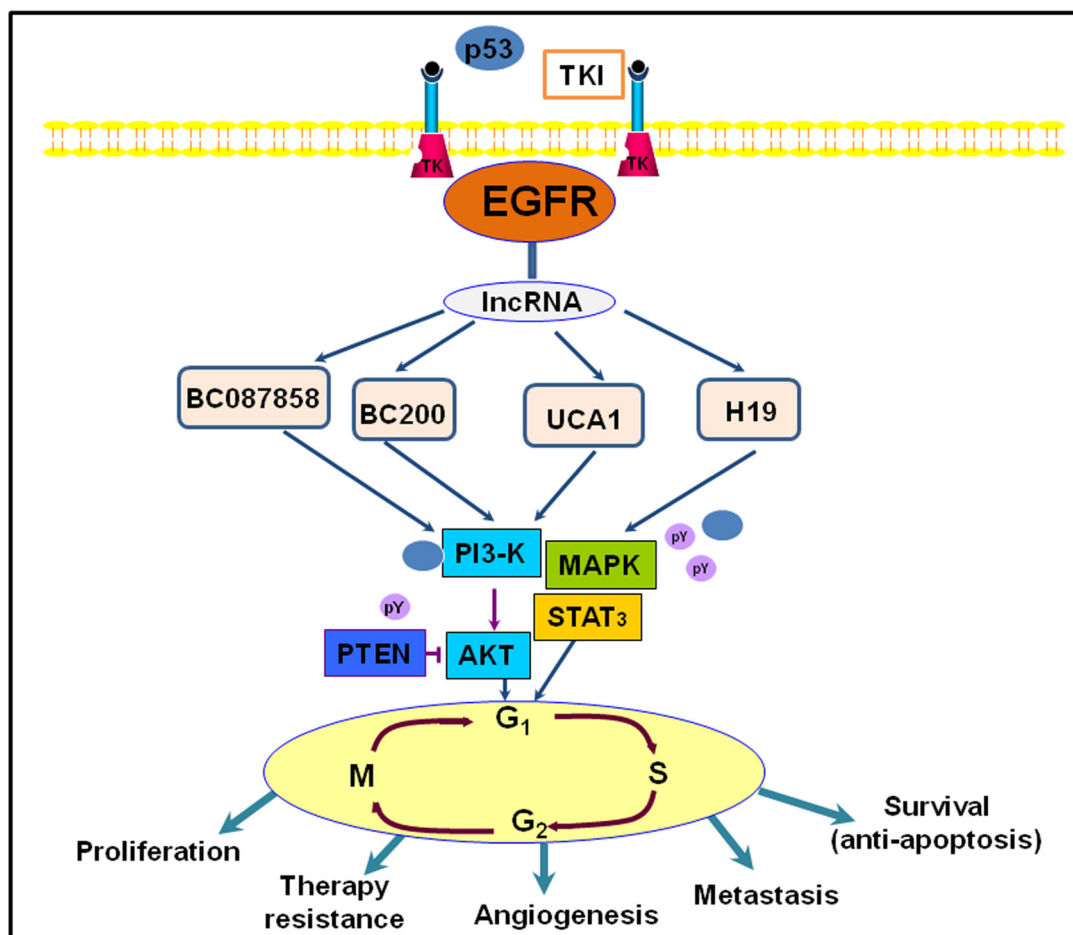 p53
TKI
TK
TK
EGFR
lncRNA
BC087858
BC200
UCA1
H19
PI3-K
MAPK
pY
pY
pY
STAT3
PTEN
AKT
G1
M
S
G2
Proliferation
Therapy
resistance
Angiogenesis
Metastasis
Survival
(anti-apoptosis)